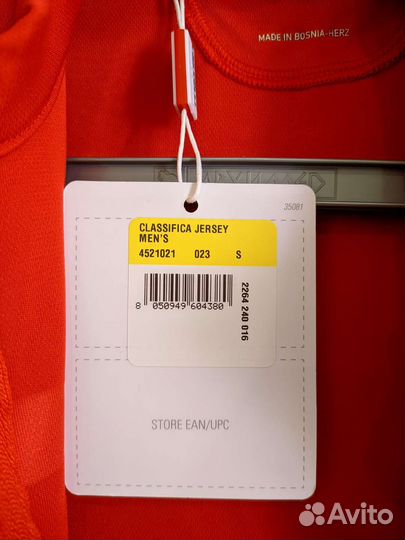 MADE IN BOSNIA-HERZ
35081
CLASSIFICA JERSEY
MEN'S
4521021 023 S
8 050949 604380
2264 240 016
STORE EAN/UPC
Avito